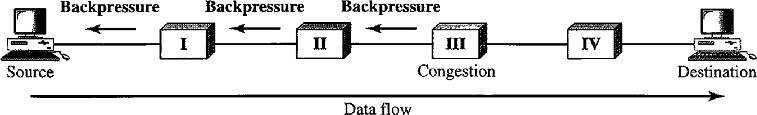 Backpressure Backpressure Backpressure
I II III IV
Source Congestion Destination
Data flow